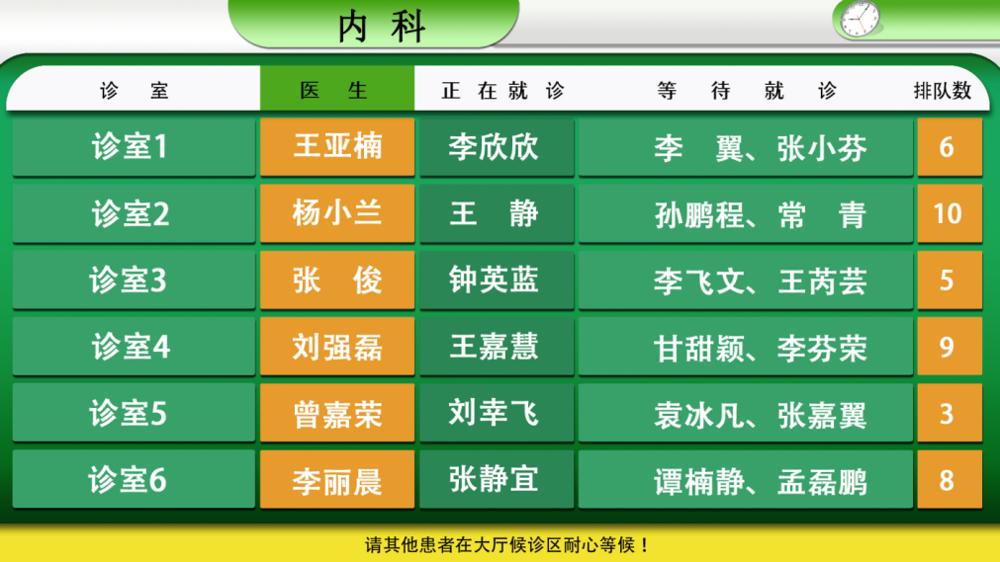 内 科
诊 室 医 生 正 在 就 诊 等 待 就 诊 排队数
诊室1 王亚楠 李欣欣 李 翼、张小芬 6
诊室2 杨小兰 王 静 孙鹏程、常 青 10
诊室3 张 俊 钟英蓝 李飞文、王芮芸 5
诊室4 刘强磊 王嘉慧 甘甜颖、李芬荣 9
诊室5 曾嘉荣 刘幸飞 袁冰凡、张嘉翼 3
诊室6 李丽晨 张静宜 谭楠静、孟磊鹏 8
请其他患者在大厅候诊区耐心等候！